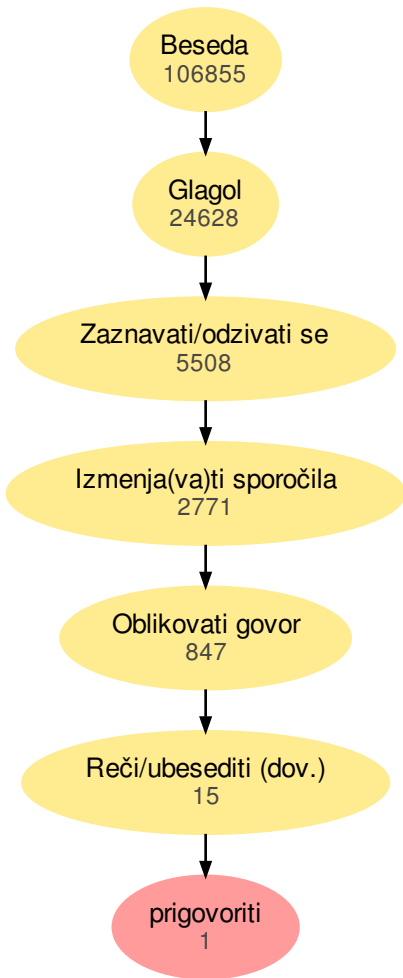 Beseda
106855
Glagol
24628
Zaznavati/odzivati se
5508
Izmenja(va)ti sporočila
2771
Oblikovati govor
847
Reči/ubesediti (dov.)
15
prigovoriti
1